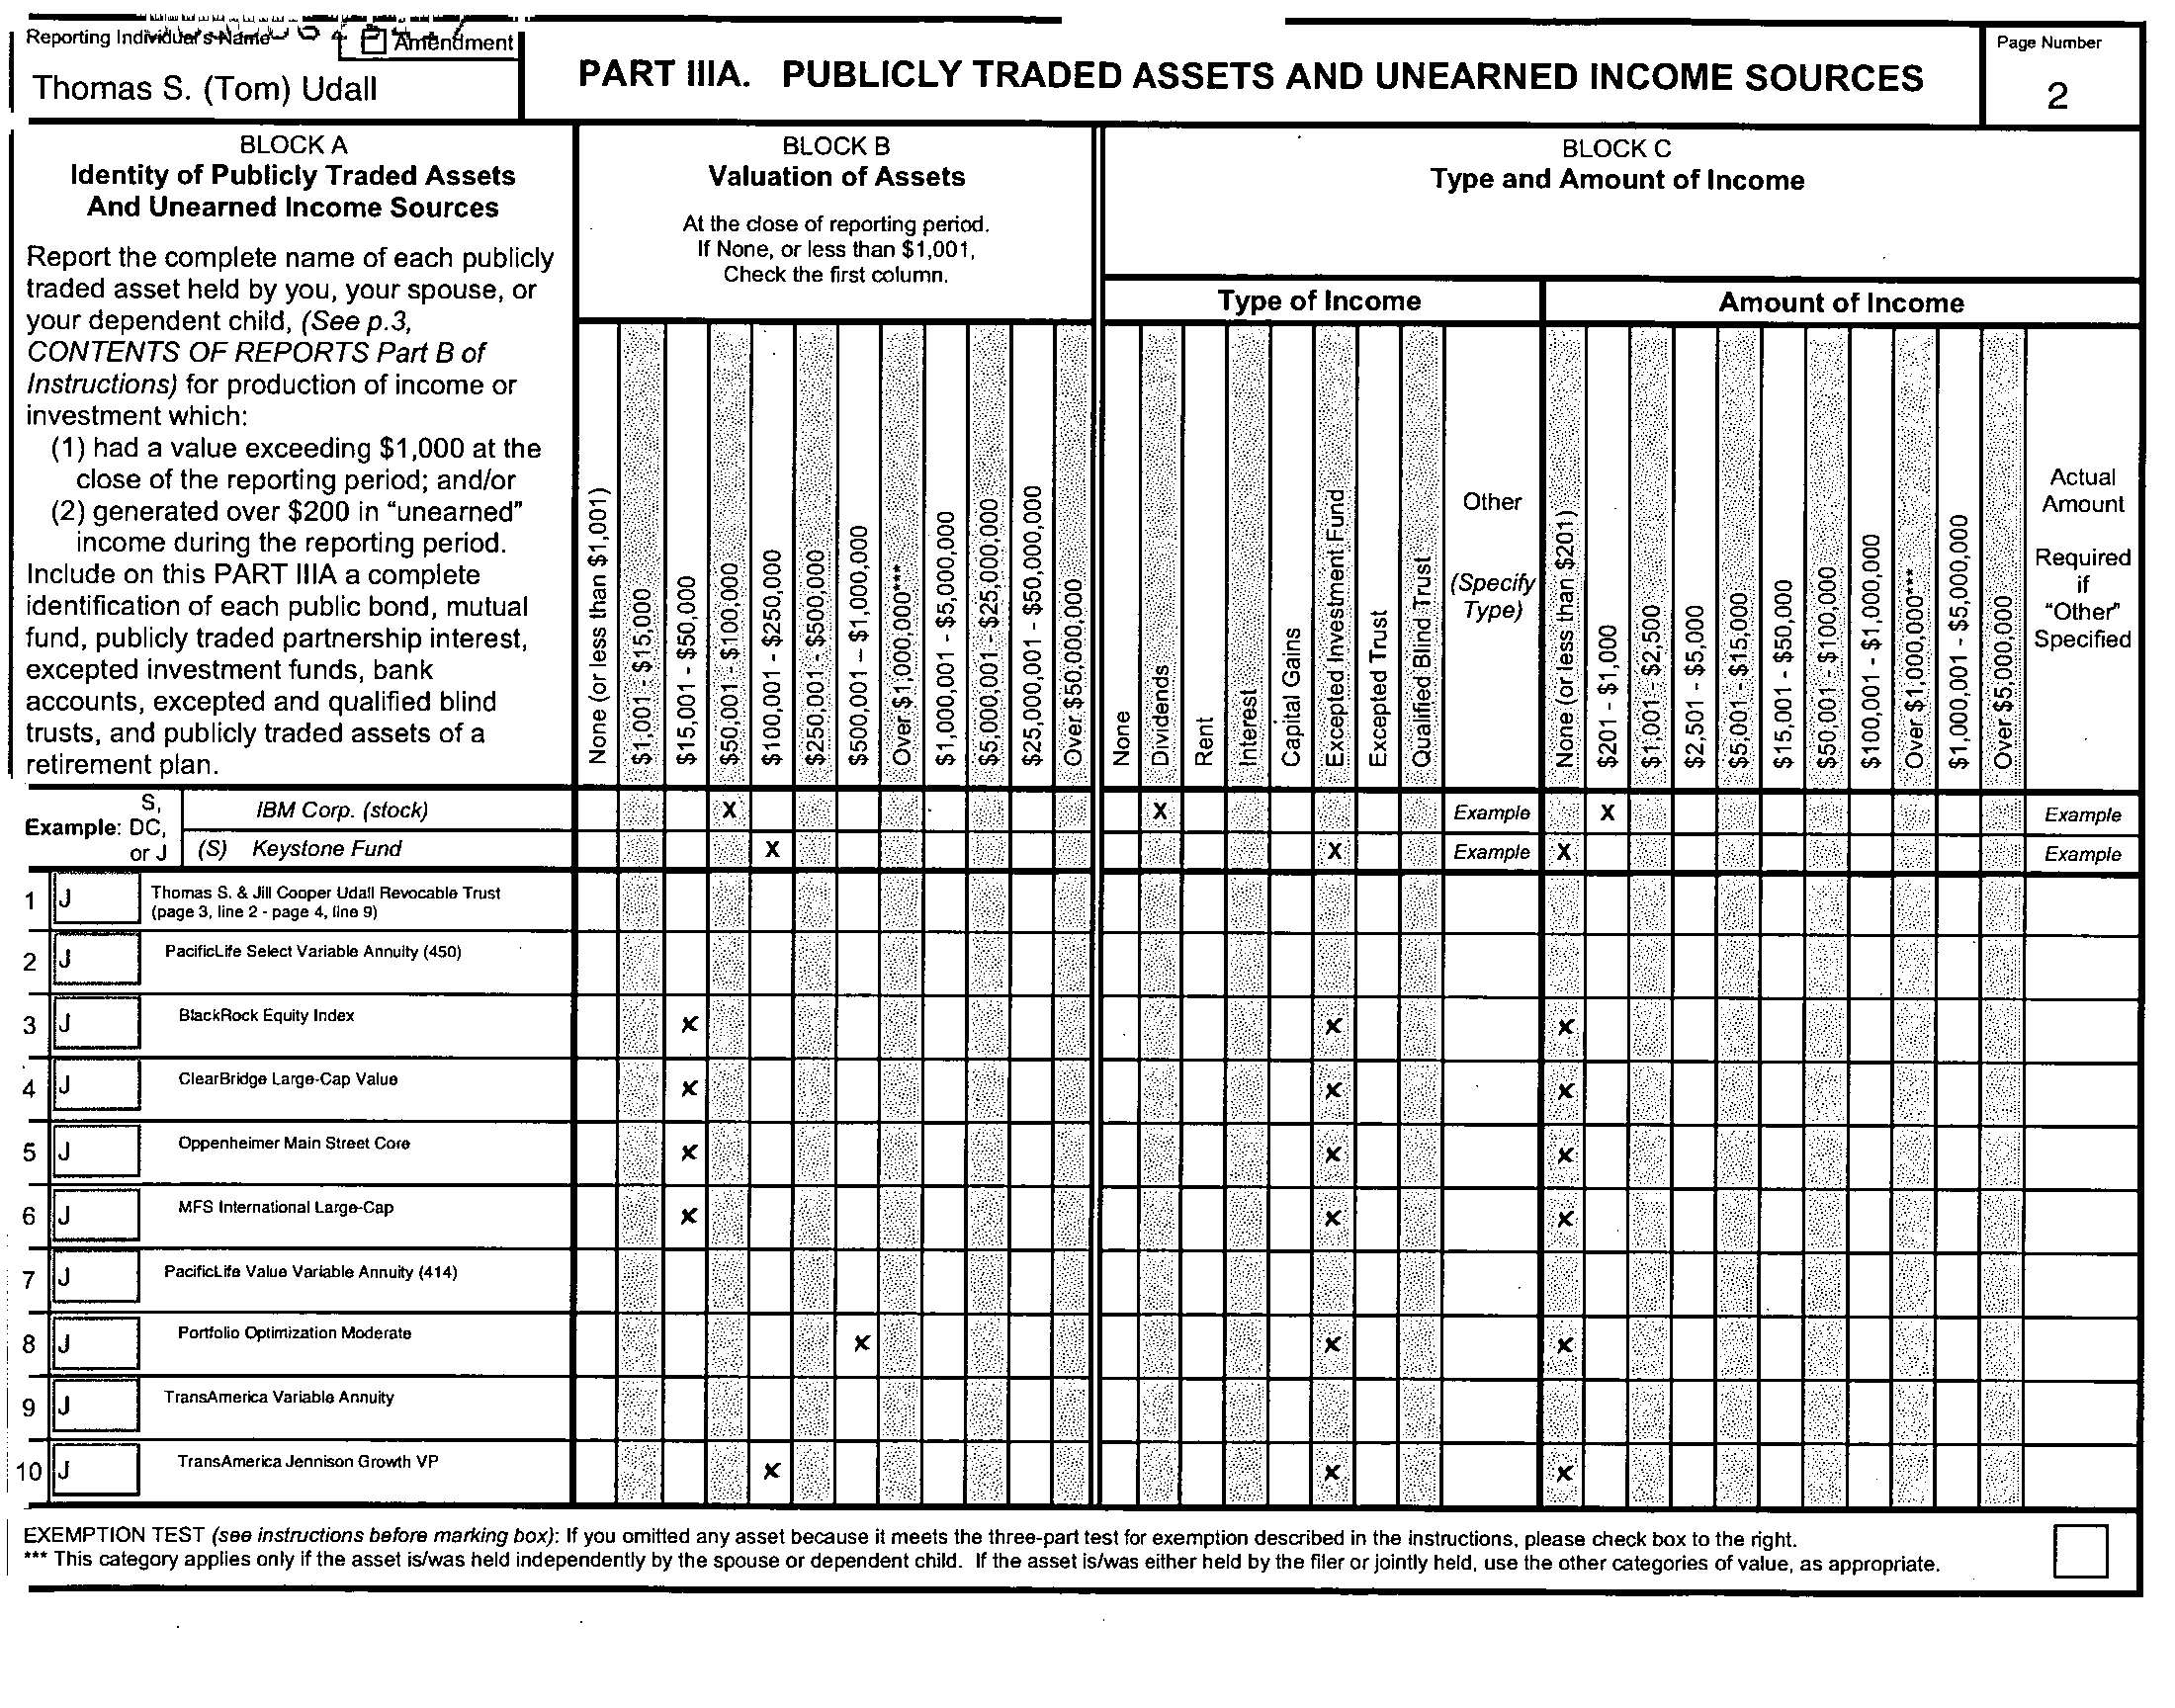 Reporting Individual's Name
Amendment
Thomas S. (Tom) Udall
PART IIIA. PUBLICLY TRADED ASSETS AND UNEARNED INCOME SOURCES
Page Number
2
BLOCK A
Identity of Publicly Traded Assets
And Unearned Income Sources
Report the complete name of each publicly
traded asset held by you, your spouse, or
your dependent child, (See p.3,
CONTENTS OF REPORTS Part B of
Instructions) for production of income or
investment which:
(1) had a value exceeding $1,000 at the
close of the reporting period; and/or
(2) generated over $200 in "unearned"
income during the reporting period.
Include on this PART IIIA a complete
identification of each public bond, mutual
fund, publicly traded partnership interest,
excepted investment funds, bank
accounts, excepted and qualified blind
trusts, and publicly traded assets of a
retirement plan.
BLOCK B
Valuation of Assets
At the close of reporting period.
If None, or less than $1,001,
Check the first column.
None (or less than $1,001)
$1,001 - $15,000
$15,001 - $50,000
$50,001 - $100,000
$100,001 - $250,000
$250,001 - $500,000
$500,001 – $1,000,000
Over $1,000,000***
$1,000,001 - $5,000,000
$5,000,001 - $25,000,000
$25,000,001 - $50,000,000
Over $50,000,000
BLOCK C
Type and Amount of Income
Type of Income
None
Dividends
Rent
Interest
Capital Gains
Excepted Investment Fund
Excepted Trust
Qualified Blind Trust
Other
(Specify
Type)
Amount of Income
None (or less than $201)
$201 - $1,000
$1,001 - $2,500
$2,501 - $5,000
$5,001 - $15,000
$15,001 - $50,000
$50,001 - $100,000
$100,001 - $1,000,000
Over $1,000,000***
$1,000,001 - $5,000,000
Over $5,000,000
Actual
Amount
Required
if
"Other"
Specified
Example: S, DC, or J
IBM Corp. (stock) X X Example X Example
(S) Keystone Fund X X Example X Example
1 J Thomas S. & Jill Cooper Udall Revocable Trust
(page 3, line 2 - page 4, line 9)
2 J PacificLife Select Variable Annuity (450)
3 J BlackRock Equity Index x x x
4 J ClearBridge Large-Cap Value x x x
5 J Oppenheimer Main Street Core x x x
6 J MFS International Large-Cap x x x
7 J PacificLife Value Variable Annuity (414)
8 J Portfolio Optimization Moderate x x x
9 J TransAmerica Variable Annuity
10 J TransAmerica Jennison Growth VP x x x
EXEMPTION TEST (see instructions before marking box): If you omitted any asset because it meets the three-part test for exemption described in the instructions, please check box to the right.
*** This category applies only if the asset is/was held independently by the spouse or dependent child. If the asset is/was either held by the filer or jointly held, use the other categories of value, as appropriate.